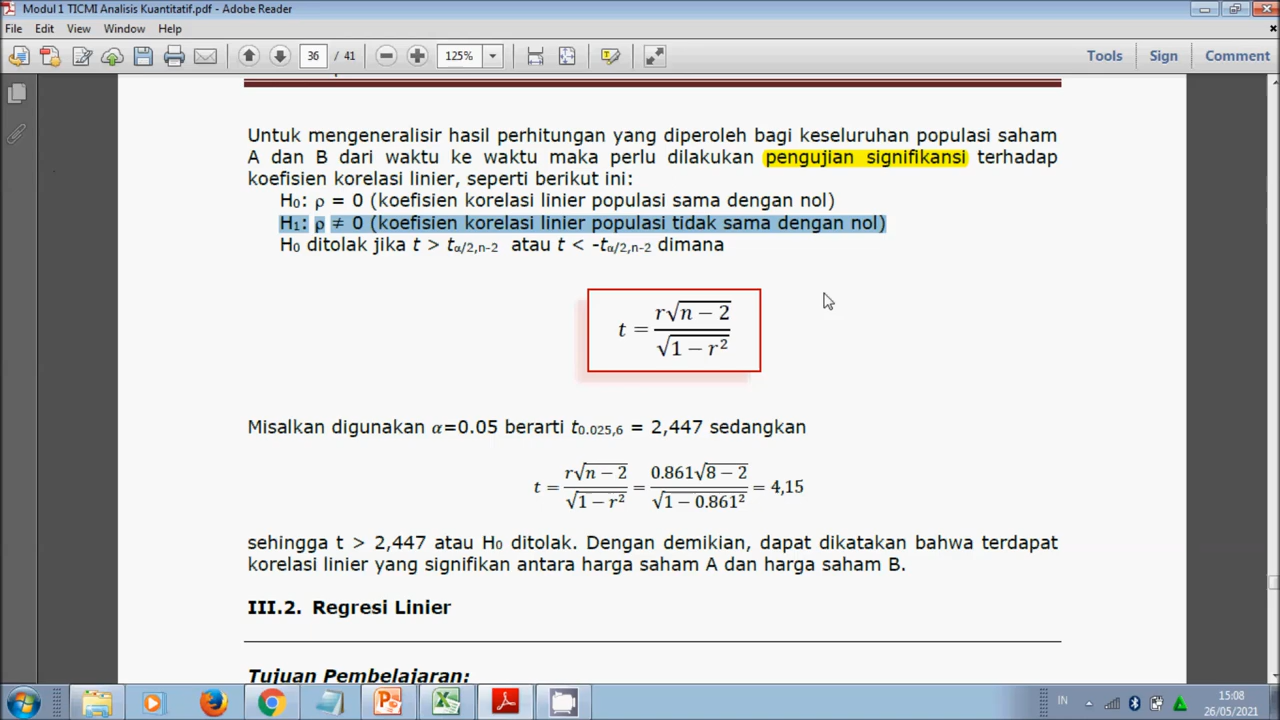 Modul 1 TICMI Analisis Kuantitatif.pdf - Adobe Reader
File Edit View Window Help
36 / 41 125% Tools Sign Comment
Untuk mengeneralisir hasil perhitungan yang diperoleh bagi keseluruhan populasi saham
A dan B dari waktu ke waktu maka perlu dilakukan pengujian signifikansi terhadap
koefisien korelasi linier, seperti berikut ini:
H₀: ρ = 0 (koefisien korelasi linier populasi sama dengan nol)
H₁: ρ ≠ 0 (koefisien korelasi linier populasi tidak sama dengan nol)
H₀ ditolak jika t > tα/2,n-2 atau t < -tα/2,n-2 dimana
t = r√n − 2 / √1 − r²
Misalkan digunakan α=0.05 berarti t0.025,6 = 2,447 sedangkan
t = r√n − 2 / √1 − r² = 0.861√8 − 2 / √1 − 0.861² = 4,15
sehingga t > 2,447 atau H₀ ditolak. Dengan demikian, dapat dikatakan bahwa terdapat
korelasi linier yang signifikan antara harga saham A dan harga saham B.
III.2. Regresi Linier
Tujuan Pembelajaran:
IN 15:08
26/05/2021